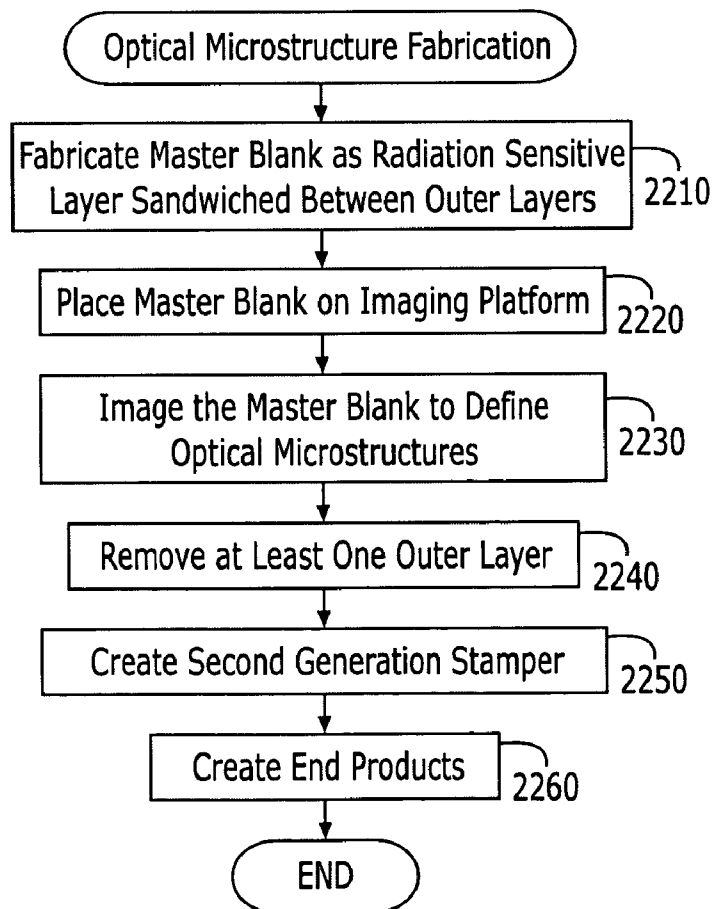 Optical Microstructure Fabrication
Fabricate Master Blank as Radiation Sensitive
Layer Sandwiched Between Outer Layers
2210
Place Master Blank on Imaging Platform
2220
Image the Master Blank to Define
Optical Microstructures
2230
Remove at Least One Outer Layer
2240
Create Second Generation Stamper
2250
Create End Products
2260
END